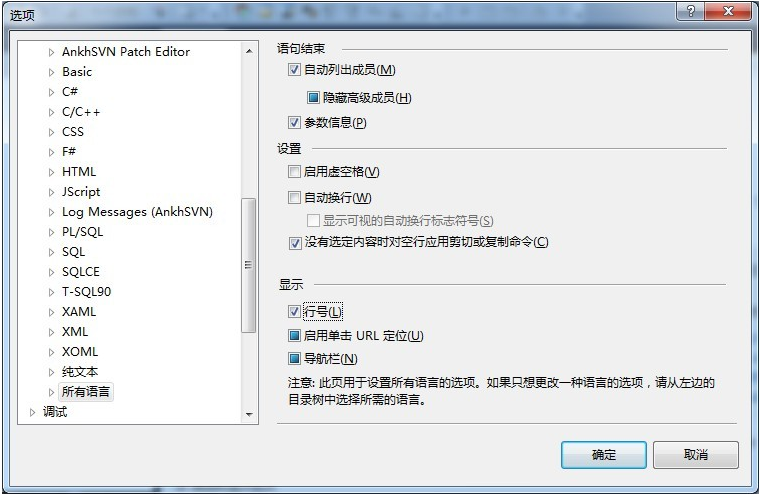 选项
AnkhSVN Patch Editor
Basic
C#
C/C++
CSS
F#
HTML
JScript
Log Messages (AnkhSVN)
PL/SQL
SQL
SQLCE
T-SQL90
XAML
XML
XOML
纯文本
所有语言
调试
语句结束
自动列出成员(M)
隐藏高级成员(H)
参数信息(P)
设置
启用虚空格(V)
自动换行(W)
显示可视的自动换行标志符号(S)
没有选定内容时对空行应用剪切或复制命令(C)
显示
行号(L)
启用单击 URL 定位(U)
导航栏(N)
注意: 此页用于设置所有语言的选项。如果只想更改一种语言的选项，请从左边的
目录树中选择所需的语言。
确定
取消